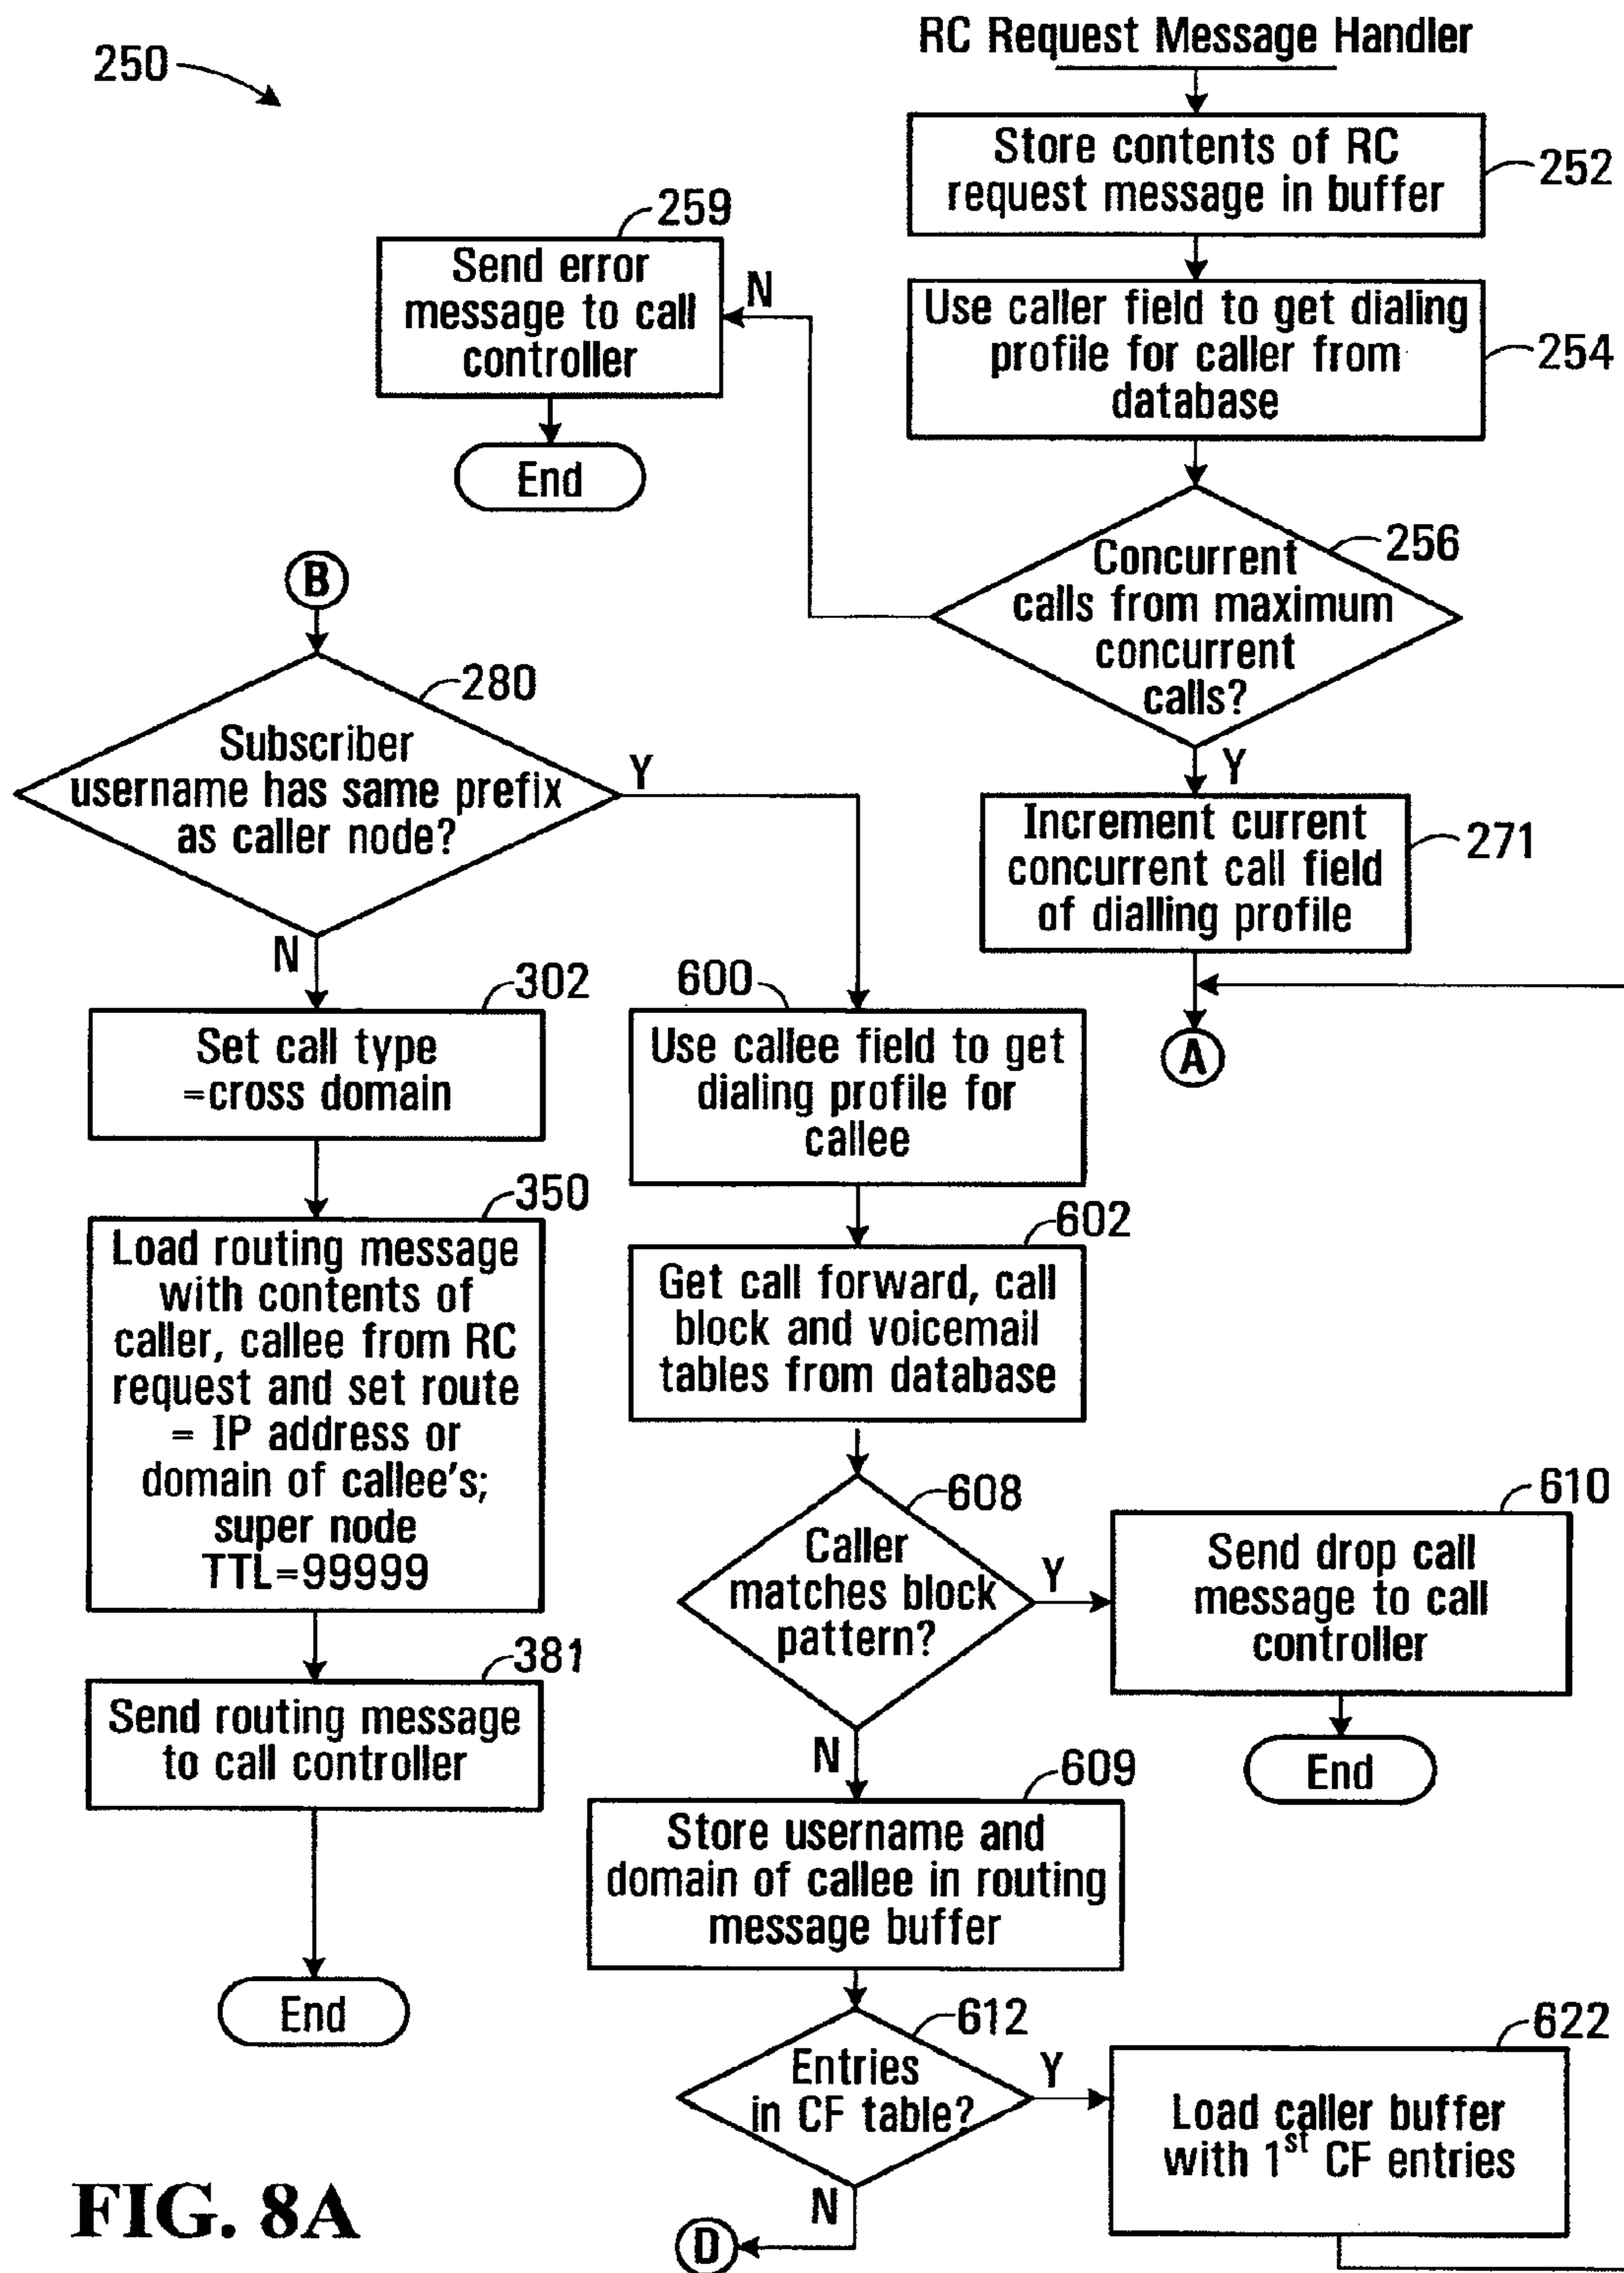 RC Request Message Handler
250
Store contents of RC
request message in buffer
252
259
Send error
message to call
controller
N
End
Use caller field to get dialing
profile for caller from
database
254
Concurrent
calls from maximum
concurrent
calls?
256
Y
Increment current
concurrent call field
of dialling profile
271
A
B
280
Subscriber
username has same prefix
as caller node?
Y
N
302
Set call type
=cross domain
350
Load routing message
with contents of
caller, callee from RC
request and set route
= IP address or
domain of callee's;
super node
TTL=99999
381
Send routing message
to call controller
End
600
Use callee field to get
dialing profile for
callee
602
Get call forward, call
block and voicemail
tables from database
608
Caller
matches block
pattern?
Y
610
Send drop call
message to call
controller
End
N
609
Store username and
domain of callee in routing
message buffer
612
Entries
in CF table?
Y
622
Load caller buffer
with 1st CF entries
N
D
FIG. 8A